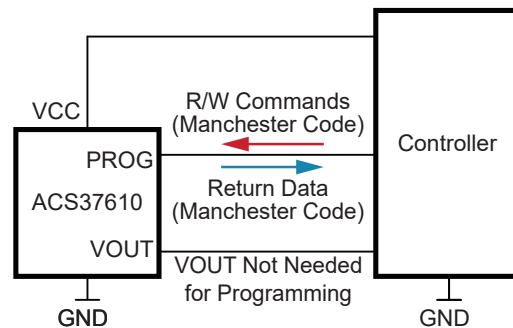 VCC
R/W Commands
(Manchester Code)
PROG
Controller
Return Data
(Manchester Code)
ACS37610
VOUT
VOUT Not Needed
for Programming
GND
GND